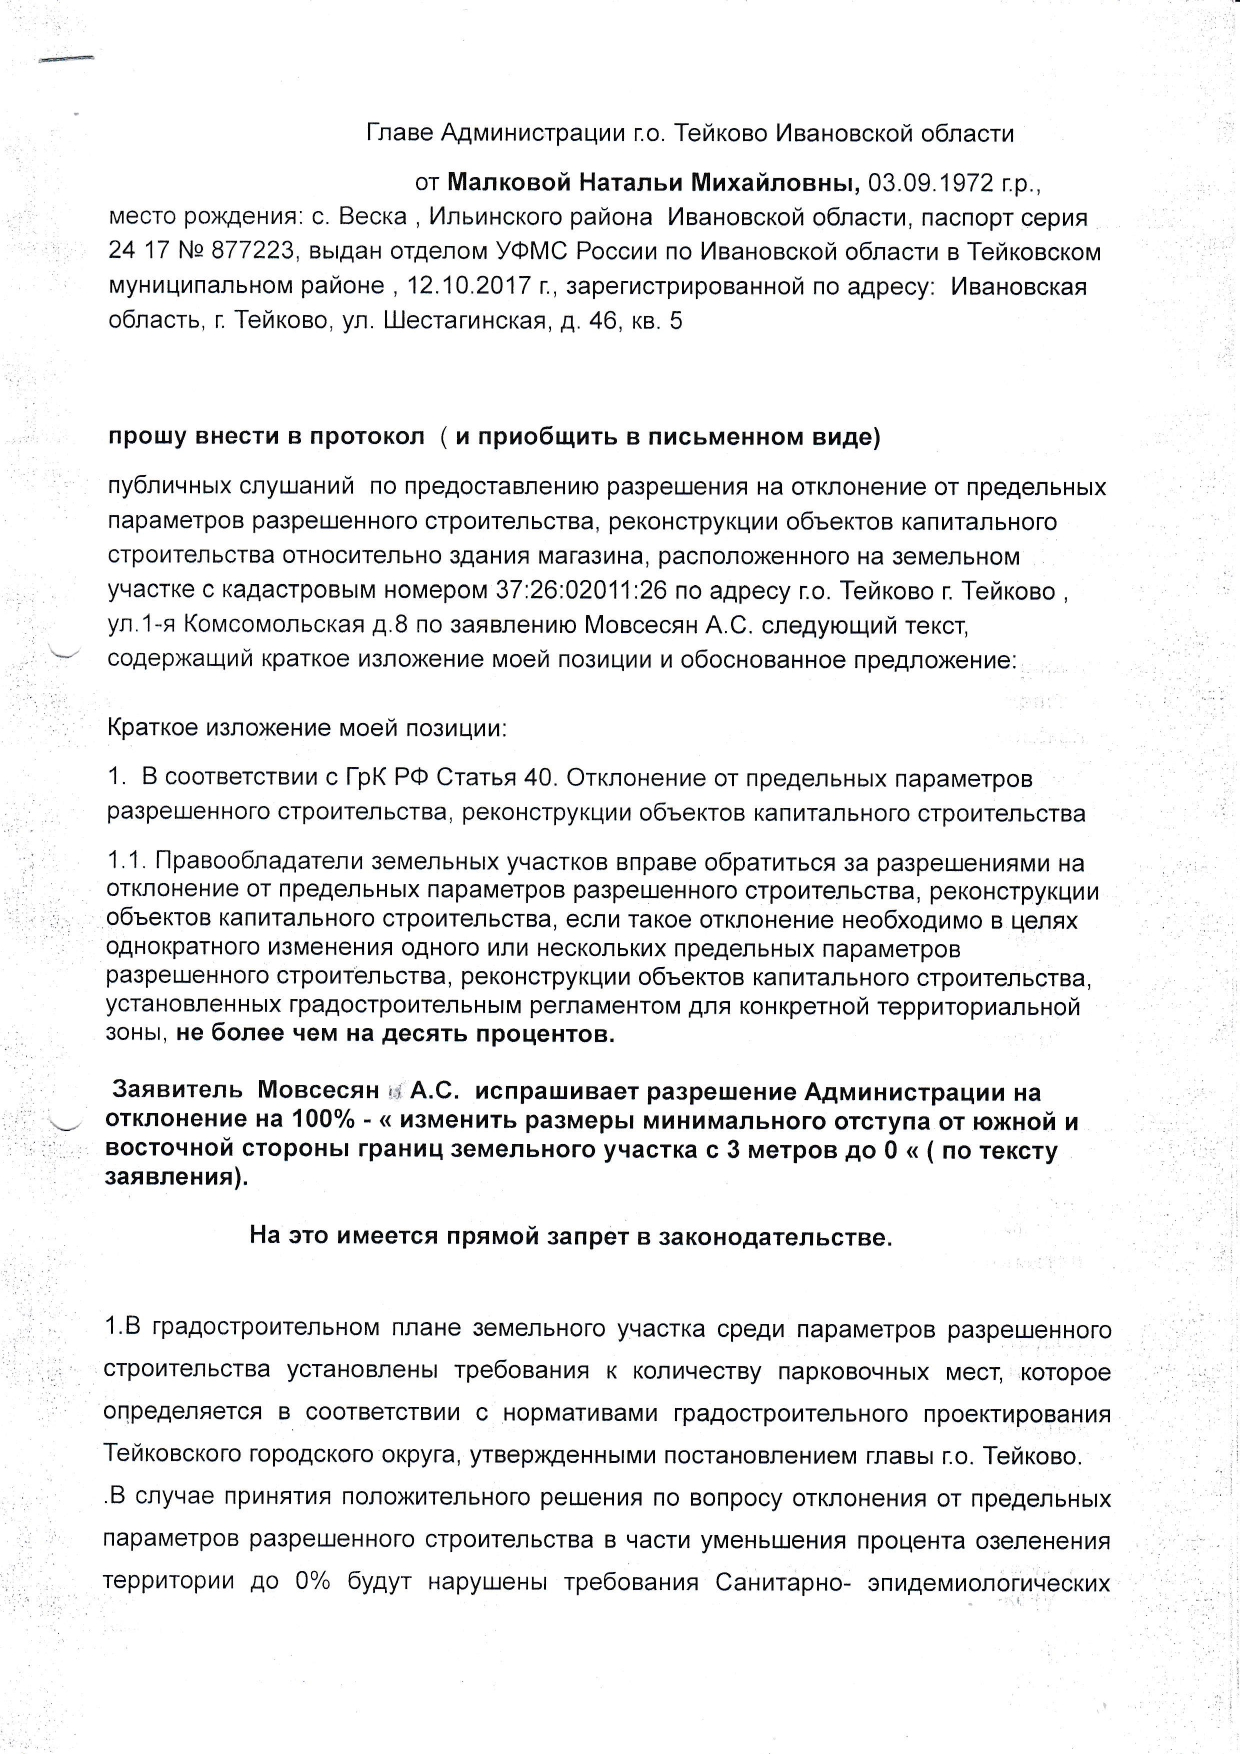 Главе Администрации г.о. Тейково Ивановской области
от Малковой Натальи Михайловны, 03.09.1972 г.р.,
место рождения: с. Веска , Ильинского района Ивановской области, паспорт серия
24 17 № 877223, выдан отделом УФМС России по Ивановской области в Тейковском
муниципальном районе , 12.10.2017 г., зарегистрированной по адресу: Ивановская
область, г. Тейково, ул. Шестагинская, д. 46, кв. 5
прошу внести в протокол ( и приобщить в письменном виде)
публичных слушаний по предоставлению разрешения на отклонение от предельных
параметров разрешенного строительства, реконструкции объектов капитального
строительства относительно здания магазина, расположенного на земельном
участке с кадастровым номером 37:26:02011:26 по адресу г.о. Тейково г. Тейково ,
ул.1-я Комсомольская д.8 по заявлению Мовсесян А.С. следующий текст,
содержащий краткое изложение моей позиции и обоснованное предложение:
Краткое изложение моей позиции:
1. В соответствии с ГрК РФ Статья 40. Отклонение от предельных параметров
разрешенного строительства, реконструкции объектов капитального строительства
1.1. Правообладатели земельных участков вправе обратиться за разрешениями на
отклонение от предельных параметров разрешенного строительства, реконструкции
объектов капитального строительства, если такое отклонение необходимо в целях
однократного изменения одного или нескольких предельных параметров
разрешенного строительства, реконструкции объектов капитального строительства,
установленных градостроительным регламентом для конкретной территориальной
зоны, не более чем на десять процентов.
Заявитель Мовсесян А.С. испрашивает разрешение Администрации на
отклонение на 100% - « изменить размеры минимального отступа от южной и
восточной стороны границ земельного участка с 3 метров до 0 « ( по тексту
заявления).
На это имеется прямой запрет в законодательстве.
1.В градостроительном плане земельного участка среди параметров разрешенного
строительства установлены требования к количеству парковочных мест, которое
определяется в соответствии с нормативами градостроительного проектирования
Тейковского городского округа, утвержденными постановлением главы г.о. Тейково.
.В случае принятия положительного решения по вопросу отклонения от предельных
параметров разрешенного строительства в части уменьшения процента озеленения
территории до 0% будут нарушены требования Санитарно- эпидемиологических